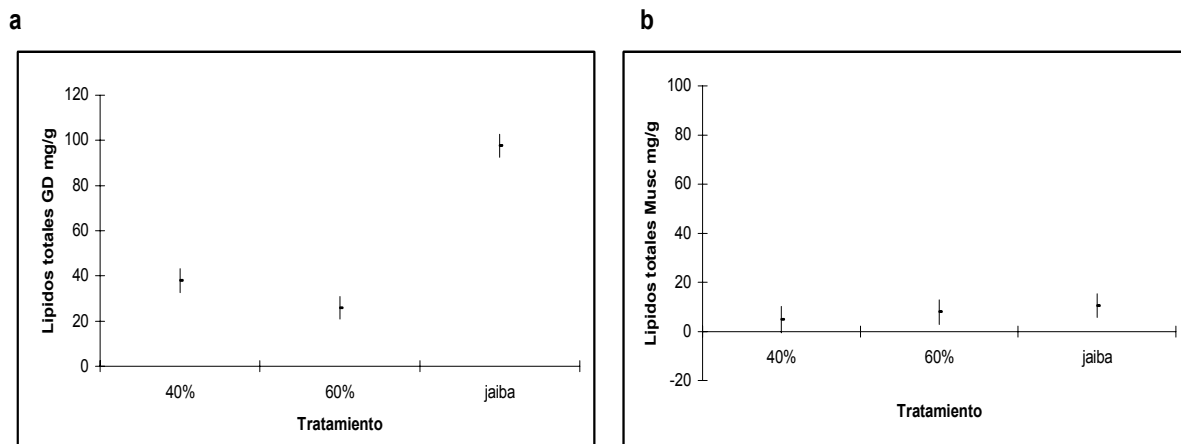 a
Lipidos totales GD mg/g
120
100
80
60
40
20
0
40%
60%
jaiba
Tratamiento
b
Lipidos totales Musc mg/g
100
80
60
40
20
0
-20
40%
60%
jaiba
Tratamiento